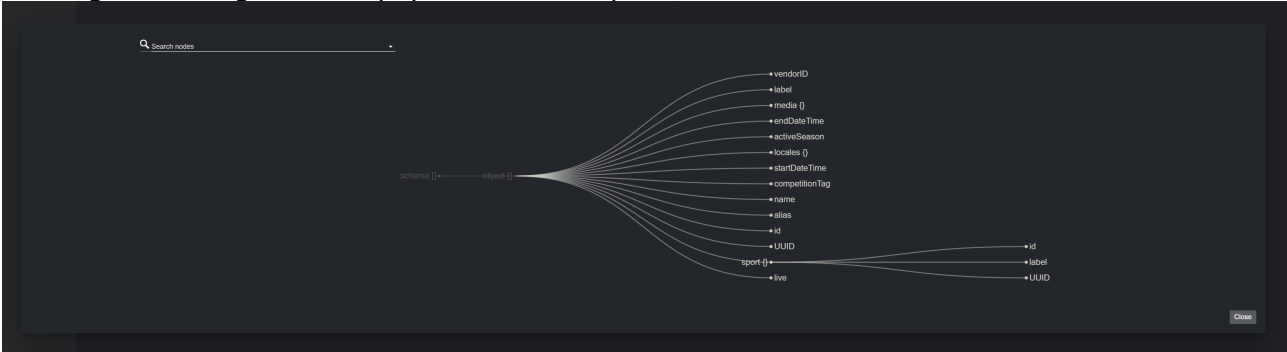 Search nodes
vendorID
label
media {}
endDateTime
activeSeason
locales {}
startDateTime
schema [] object {}
competitionTag
name
alias
id
UUID
id
sport {}
label
live
UUID
Close